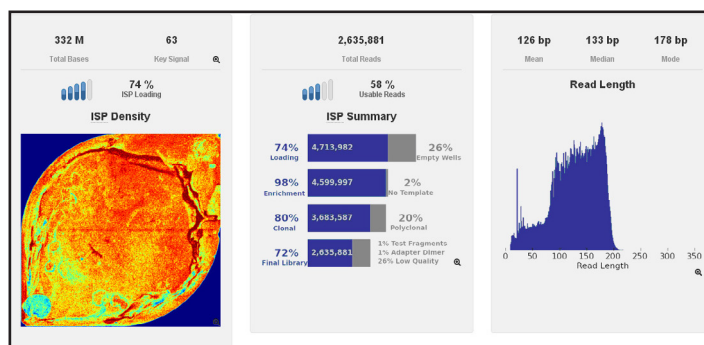 332 M
63
Total Bases
Key Signal
74 %
ISP Loading
ISP Density
2,635,881
Total Reads
58 %
Usable Reads
ISP Summary
74%
Loading
4,713,982
26%
Empty Wells
98%
Enrichment
4,599,997
2%
No Template
80%
Clonal
3,683,587
20%
Polyclonal
72%
Final Library
2,635,881
1% Test Fragments
1% Adapter Dimer
26% Low Quality
126 bp
133 bp
178 bp
Mean
Median
Mode
Read Length
0 50 100 150 200 250 300 350
Read Length